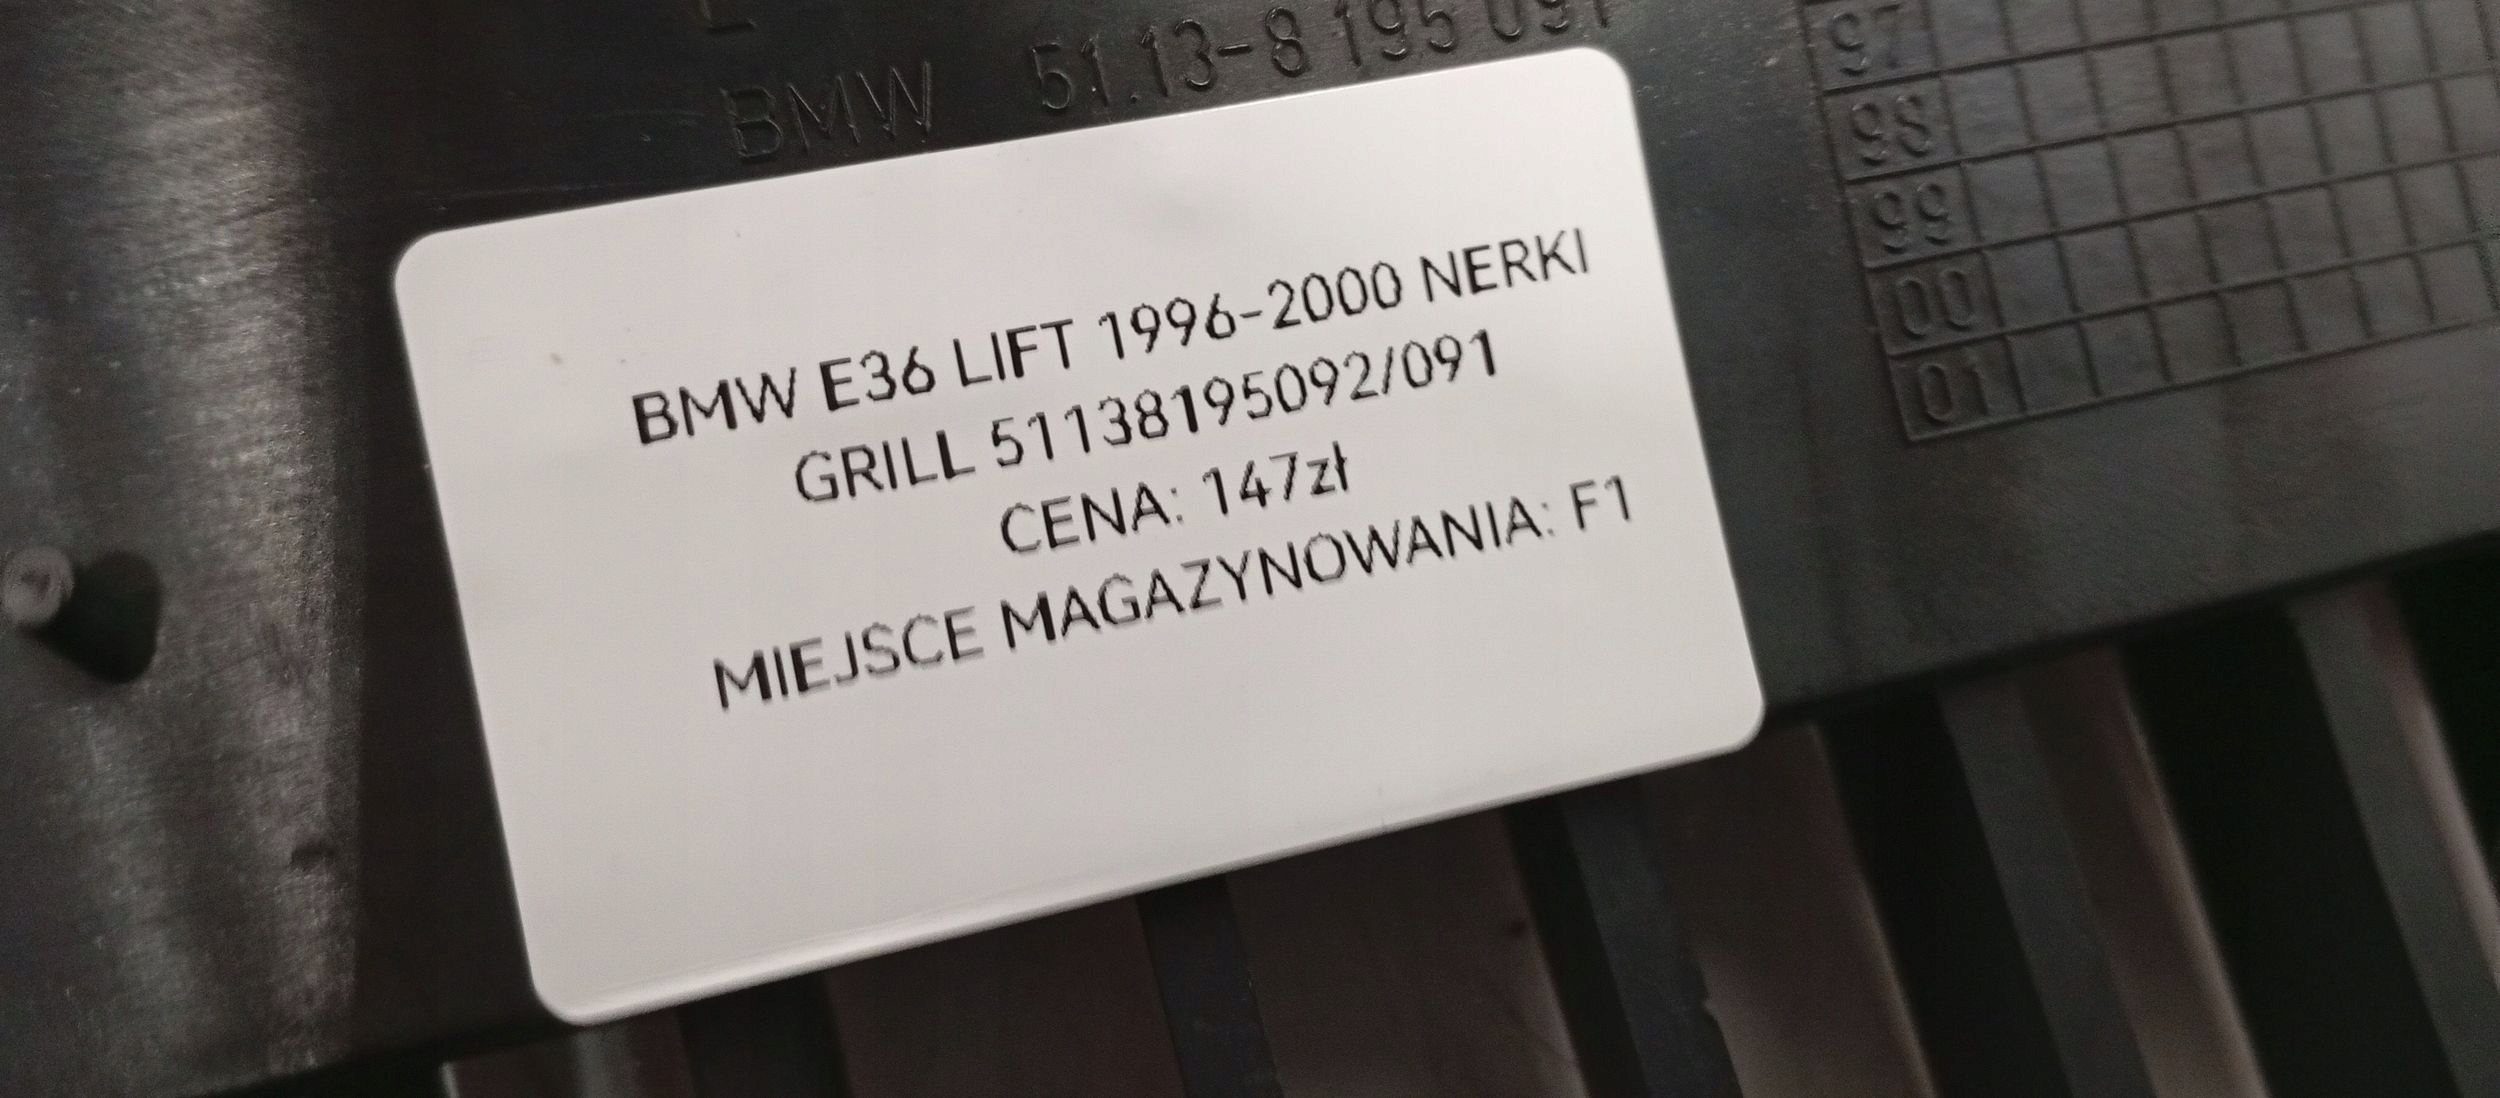 L
BMW 51.13-8 195 091
BMW E36 LIFT 1996-2000 NERKI
GRILL 51138195092/091
CENA: 147zł
MIEJSCE MAGAZYNOWANIA: F1
97
98
99
00
01